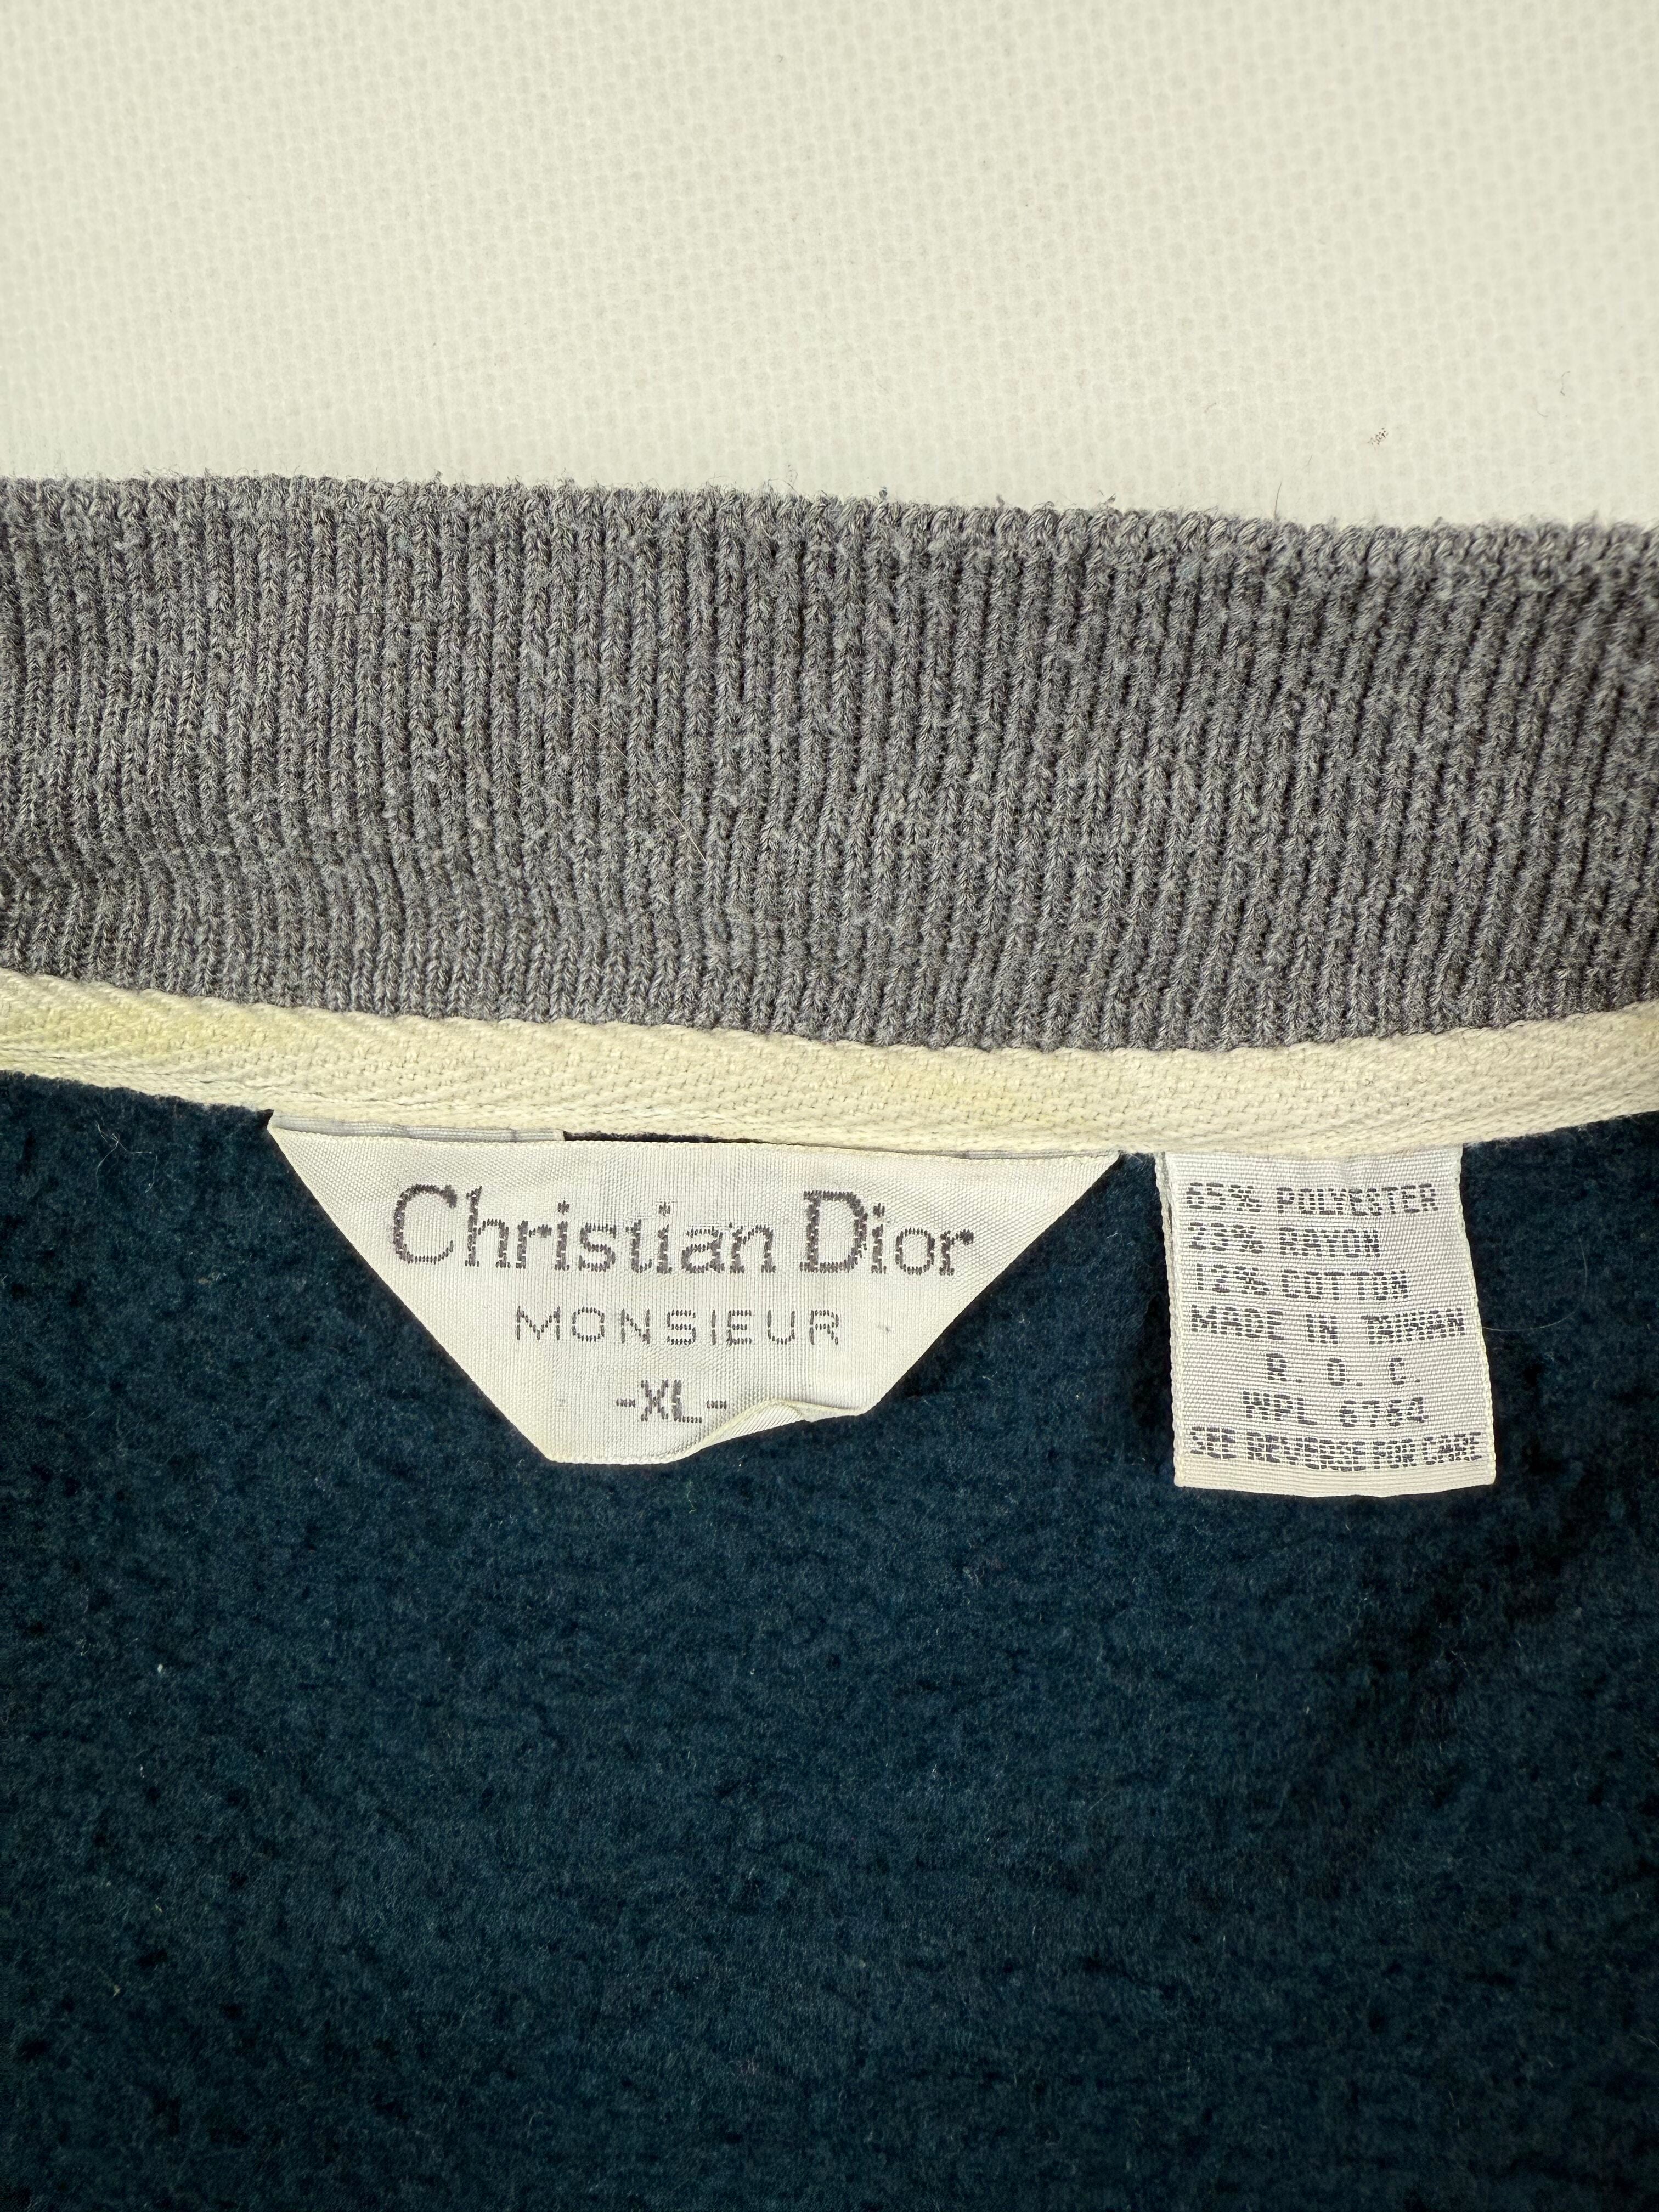 Christian Dior
MONSIEUR
-XL-
65% POLYESTER
23% RAYON
12% COTTON
MADE IN TAIWAN
R. O. C.
WPL 6764
SEE REVERSE FOR CARE